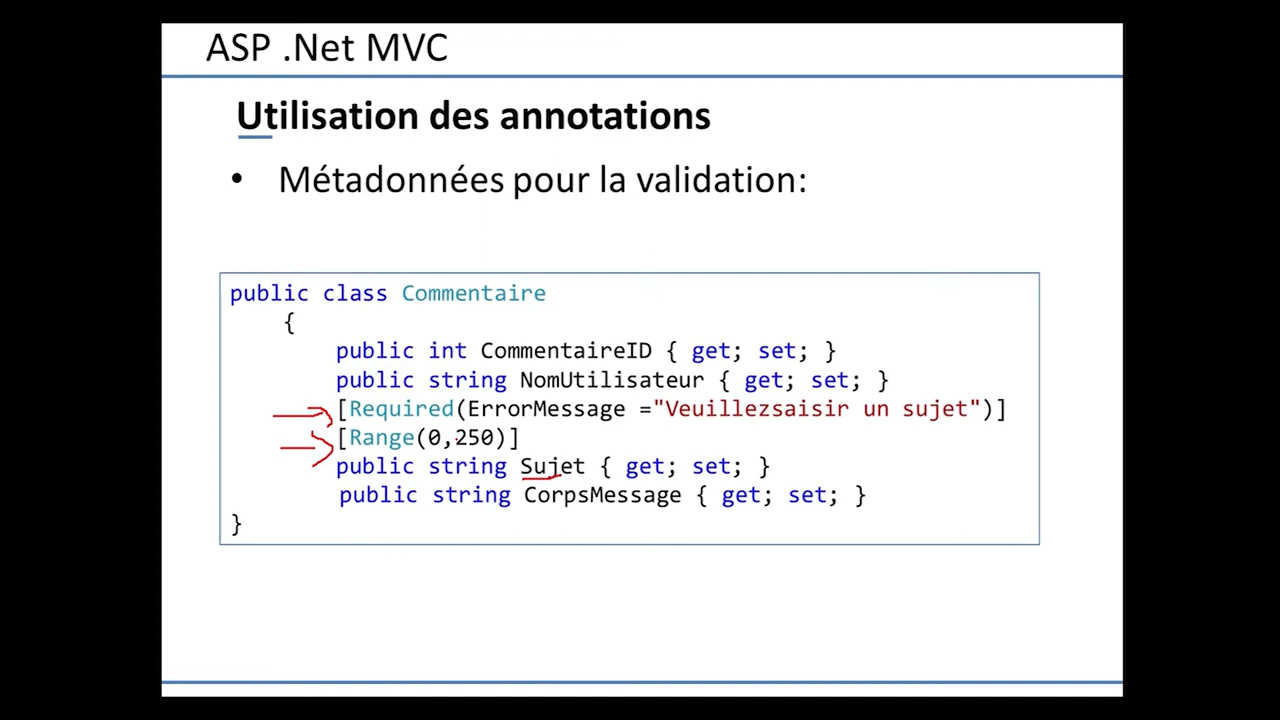 ASP .Net MVC
Utilisation des annotations
• Métadonnées pour la validation:
public class Commentaire
{
public int CommentaireID { get; set; }
public string NomUtilisateur { get; set; }
[Required(ErrorMessage ="Veuillezsaisir un sujet")]
[Range(0,250)]
public string Sujet { get; set; }
public string CorpsMessage { get; set; }
}